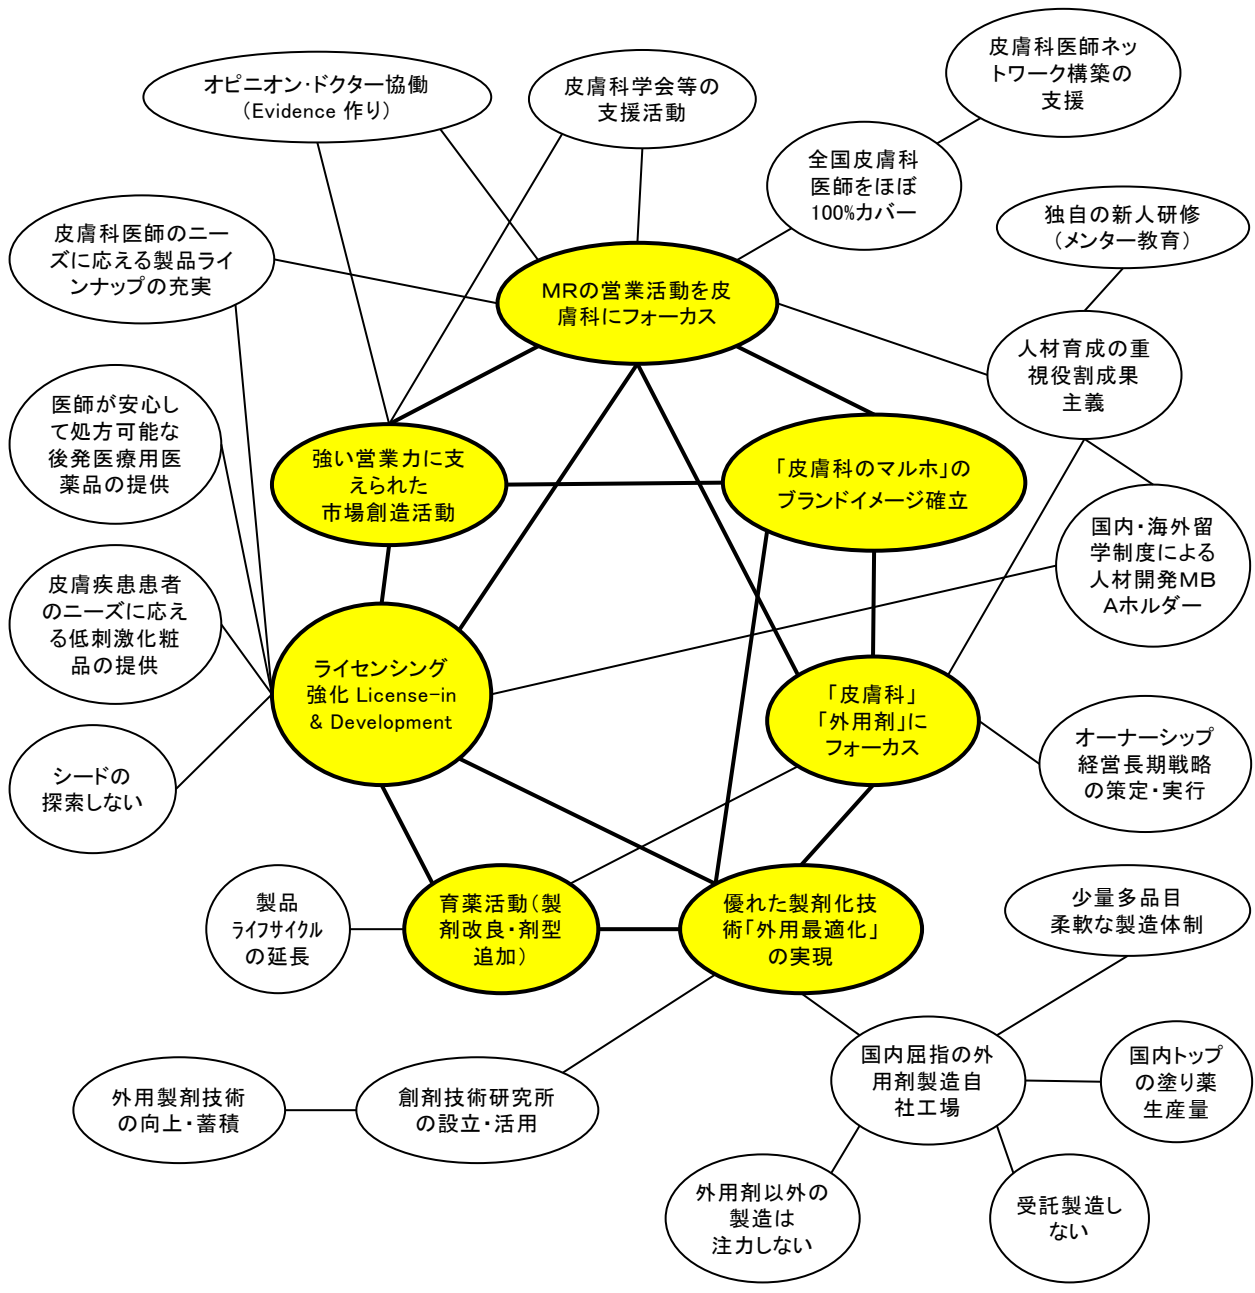 オピニオン・ドクター協働
（Evidence 作り）
皮膚科学会等の
支援活動
皮膚科医師ネッ
トワーク構築の
支援
全国皮膚科
医師をほぼ
100%カバー
独自の新人研修
（メンター教育）
皮膚科医師のニー
ズに応える製品ライ
ンナップの充実
ＭＲの営業活動を皮
膚科にフォーカス
人材育成の重
視役割成果
主義
医師が安心し
て処方可能な
後発医療用医
薬品の提供
強い営業力に支
えられた
市場創造活動
「皮膚科のマルホ」の
ブランドイメージ確立
国内・海外留
学制度による
人材開発ＭＢ
Ａホルダー
皮膚疾患患者
のニーズに応え
る低刺激化粧
品の提供
ライセンシング
強化 License-in
& Development
「皮膚科」
「外用剤」に
フォーカス
オーナーシップ
経営長期戦略
の策定・実行
シードの
探索しない
製品
ﾗｲﾌｻｲｸﾙ
の延長
育薬活動（製
剤改良・剤型
追加）
優れた製剤化技
術「外用最適化」
の実現
少量多品目
柔軟な製造体制
国内屈指の外
用剤製造自
社工場
国内トップ
の塗り薬
生産量
外用製剤技術
の向上・蓄積
創剤技術研究所
の設立・活用
外用剤以外の
製造は
注力しない
受託製造し
ない